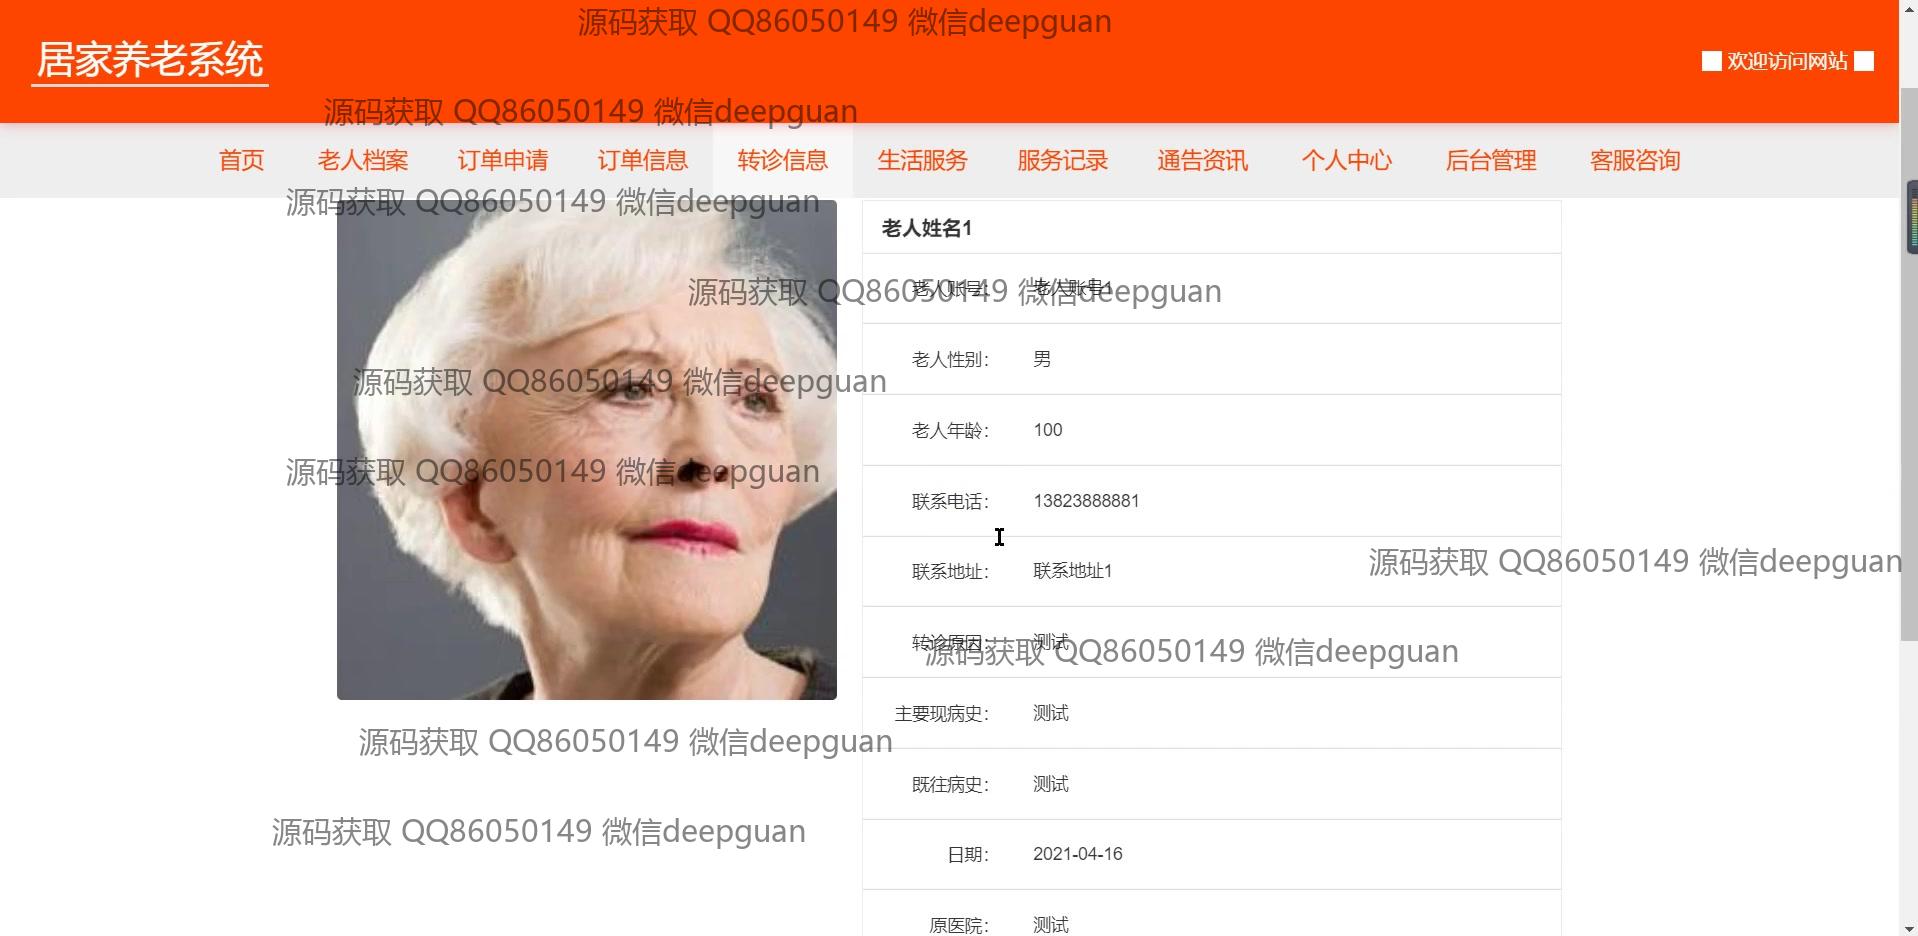 源码获取 QQ86050149 微信deepguan
居家养老系统
欢迎访问网站
源码获取 QQ86050149 微信deepguan
首页 老人档案 订单申请 订单信息 转诊信息 生活服务 服务记录 通告资讯 个人中心 后台管理 客服咨询
源码获取 QQ86050149 微信deepguan
老人姓名1
老人账号： 老人账号1
源码获取 QQ86050149 微信deepguan
老人性别： 男
源码获取 QQ86050149 微信deepguan
老人年龄： 100
源码获取 QQ86050149 微信deepguan
联系电话： 13823888881
源码获取 QQ86050149 微信deepguan
联系地址： 联系地址1
转诊原因： 测试
源码获取 QQ86050149 微信deepguan
主要现病史： 测试
源码获取 QQ86050149 微信deepguan
既往病史： 测试
源码获取 QQ86050149 微信deepguan
日期： 2021-04-16
原医院： 测试